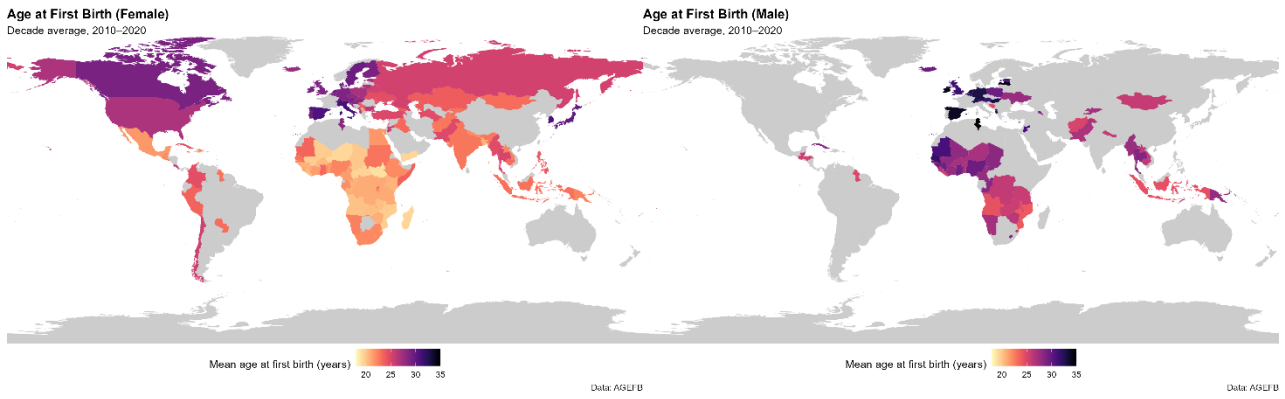 Age at First Birth (Female)
Decade average, 2010–2020
Mean age at first birth (years)
20 25 30 35
Data: AGEFB
Age at First Birth (Male)
Decade average, 2010–2020
Mean age at first birth (years)
20 25 30 35
Data: AGEFB